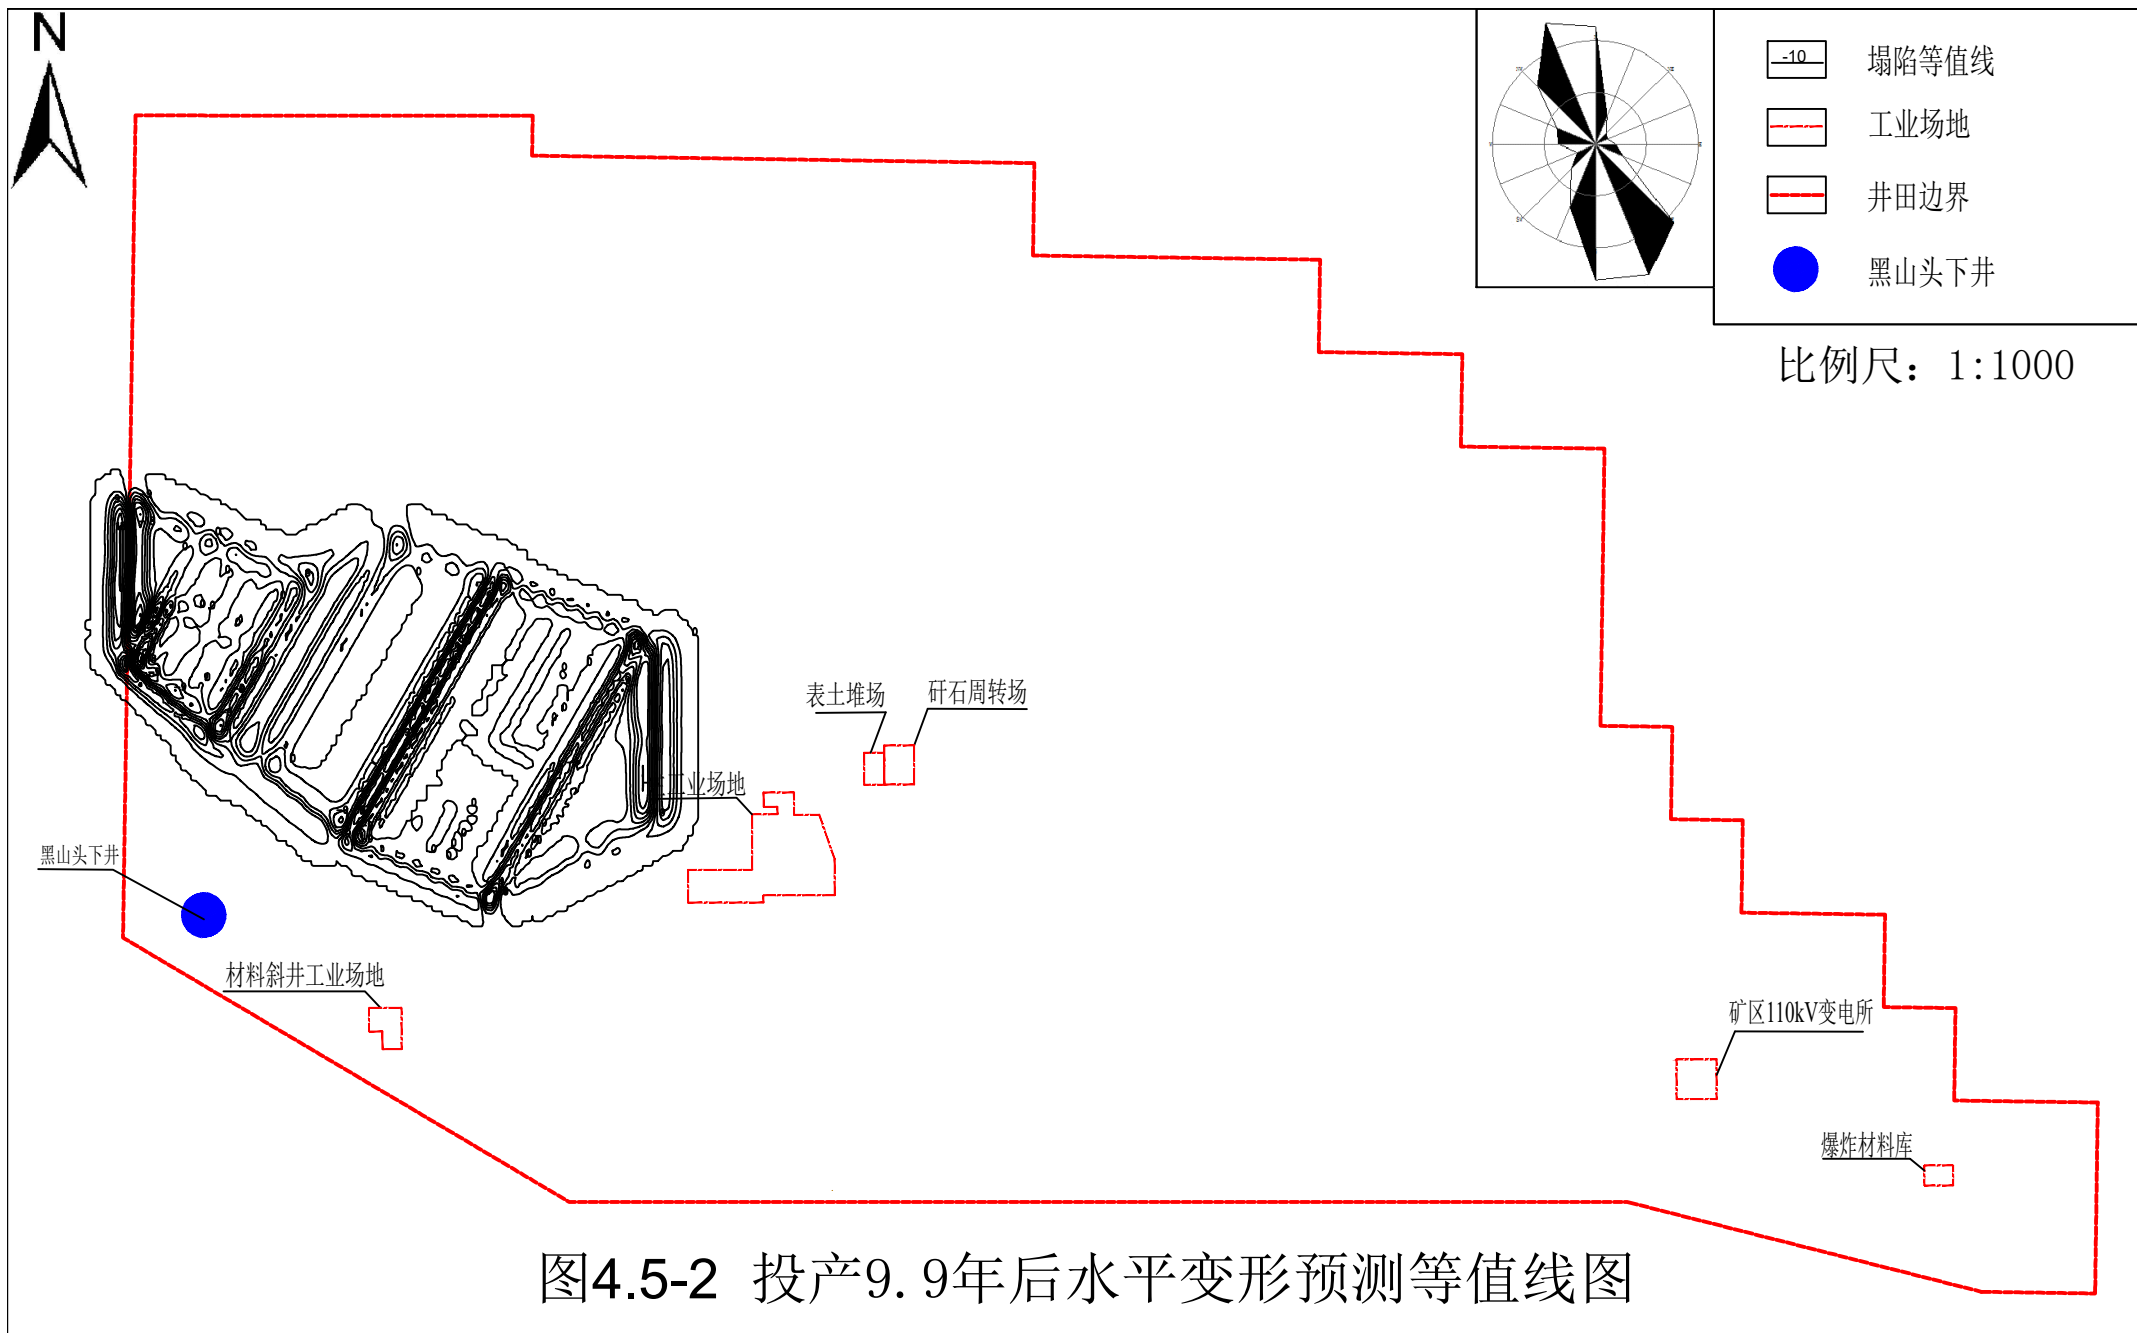 N
-10
塌陷等值线
工业场地
井田边界
黑山头下井
比例尺：1:1000
表土堆场
矸石周转场
工业场地
黑山头下井
材料斜井工业场地
矿区110kV变电所
爆炸材料库
图4.5-2 投产9.9年后水平变形预测等值线图